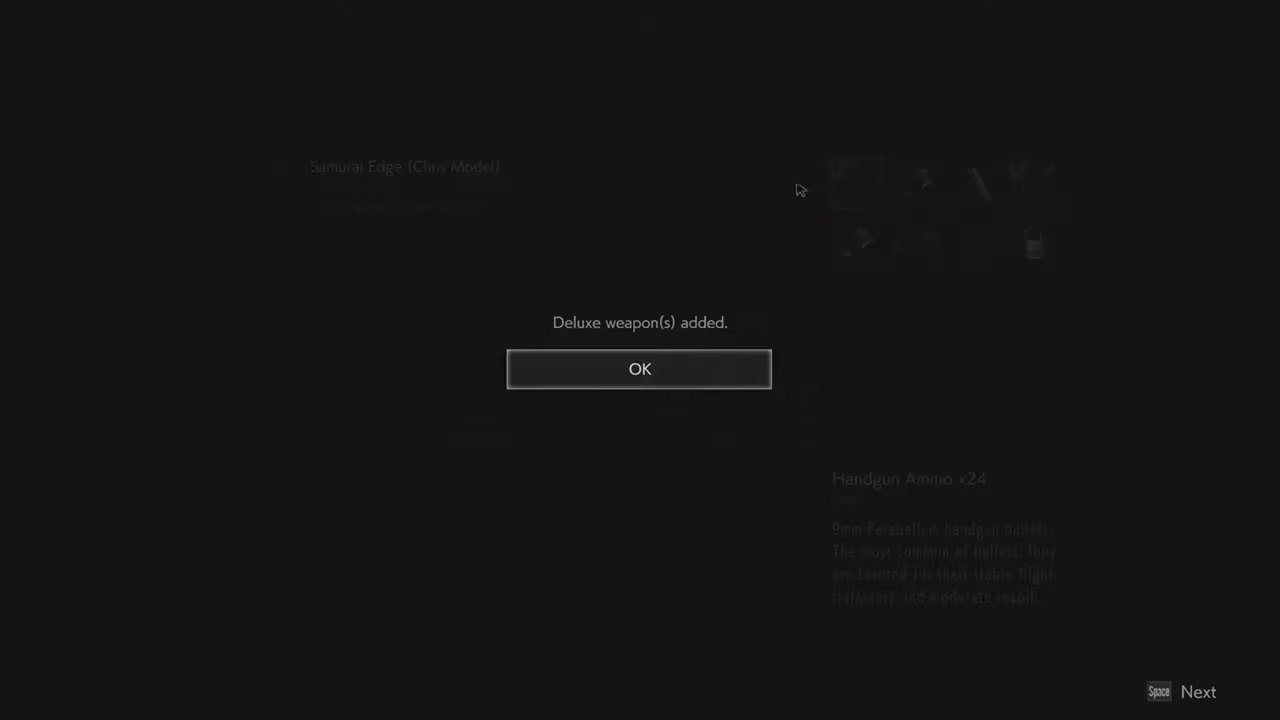 Samurai Edge (Chris Model)
Deluxe weapon(s) added.
OK
Handgun Ammo x24
9mm Parabellum handgun bullets.
The most common of bullets, they
are favored for their stable flight
trajectory and moderate recoil.
Space Next